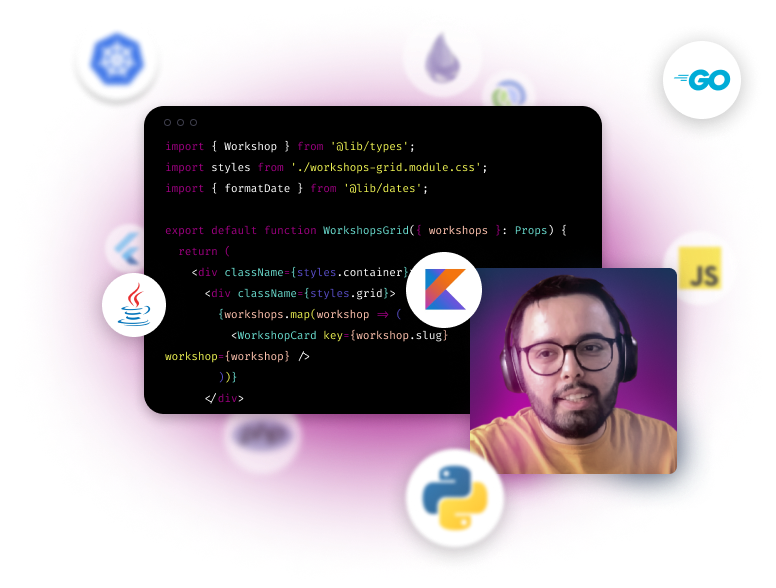 GO
import { Workshop } from '@lib/types';
import styles from './workshops-grid.module.css';
import { formatDate } from '@lib/dates';
export default function WorkshopsGrid({ workshops }: Props) {
return (
<div className={styles.container}
<div className={styles.grid}>
{workshops.map(workshop => (
<WorkshopCard key={workshop.slug}
workshop={workshop} />
))}
</div>
JS
php